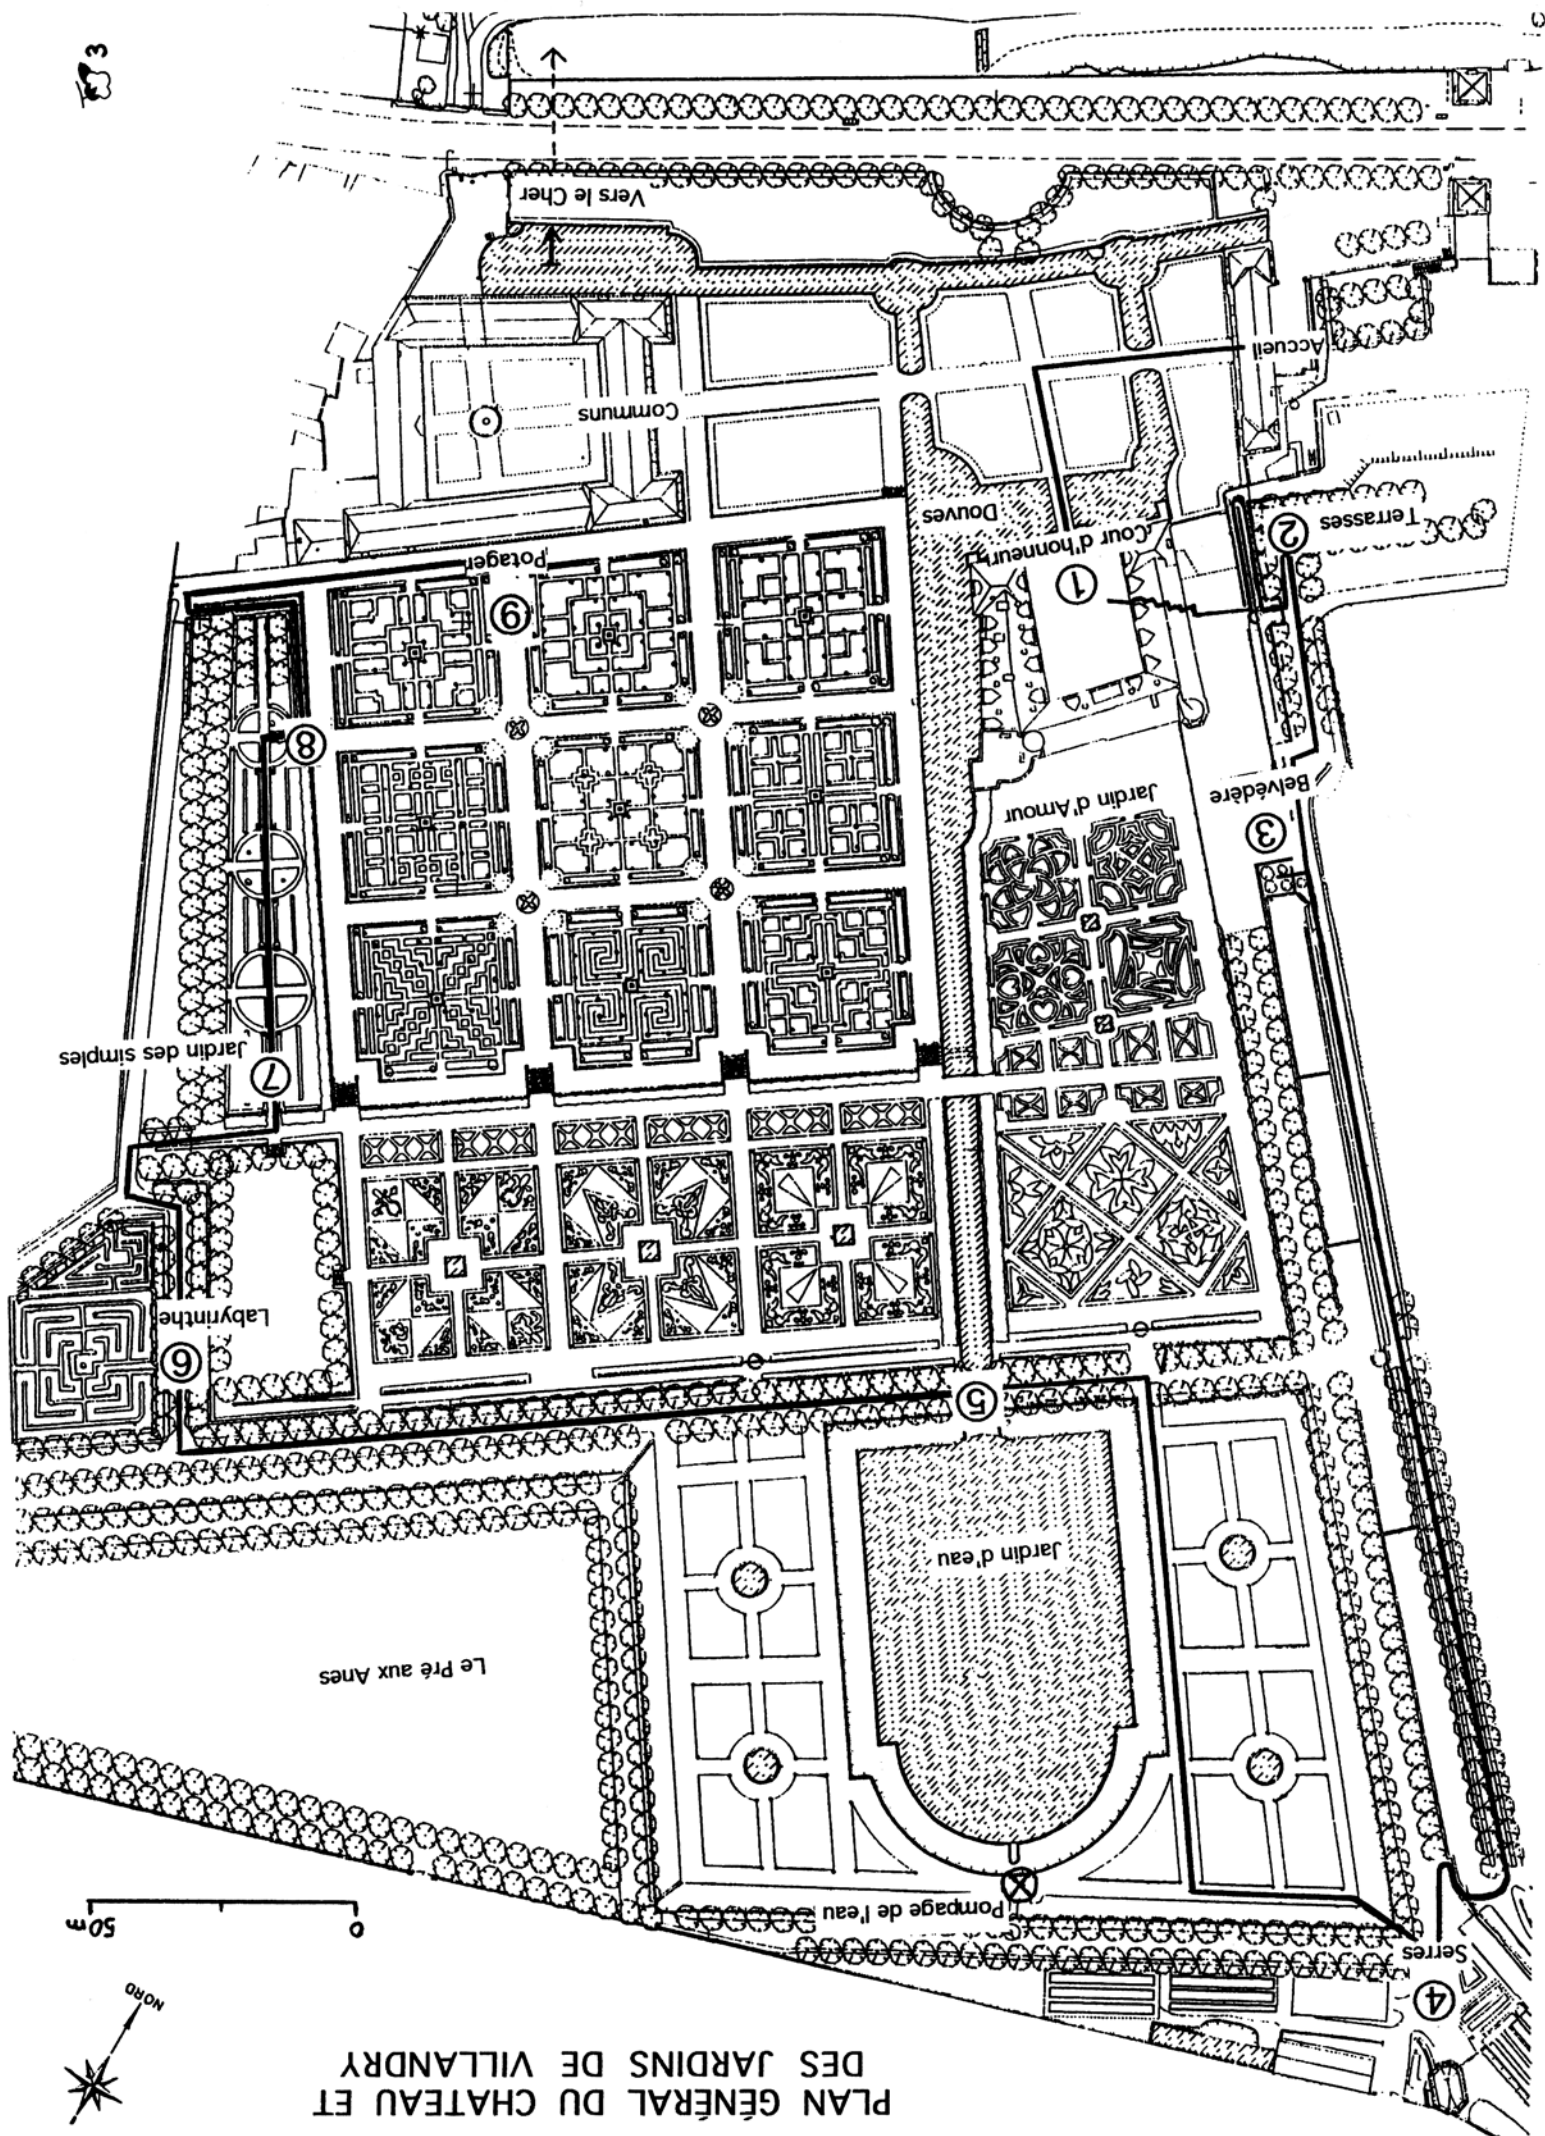 PLAN GÉNÉRAL DU CHATEAU ET
DES JARDINS DE VILLANDRY
NORD
4
Serres
0
50m
Pompage de l'eau
Le Pré aux Anes
Jardin d'eau
5
6
Labyrinthe
7
Jardin des simples
3
Belvédère
Jardin d'Amour
8
1
Cour d'honneur
9
Potager
2
Terrasses
Douves
Communs
Accueil
Vers le Cher
3